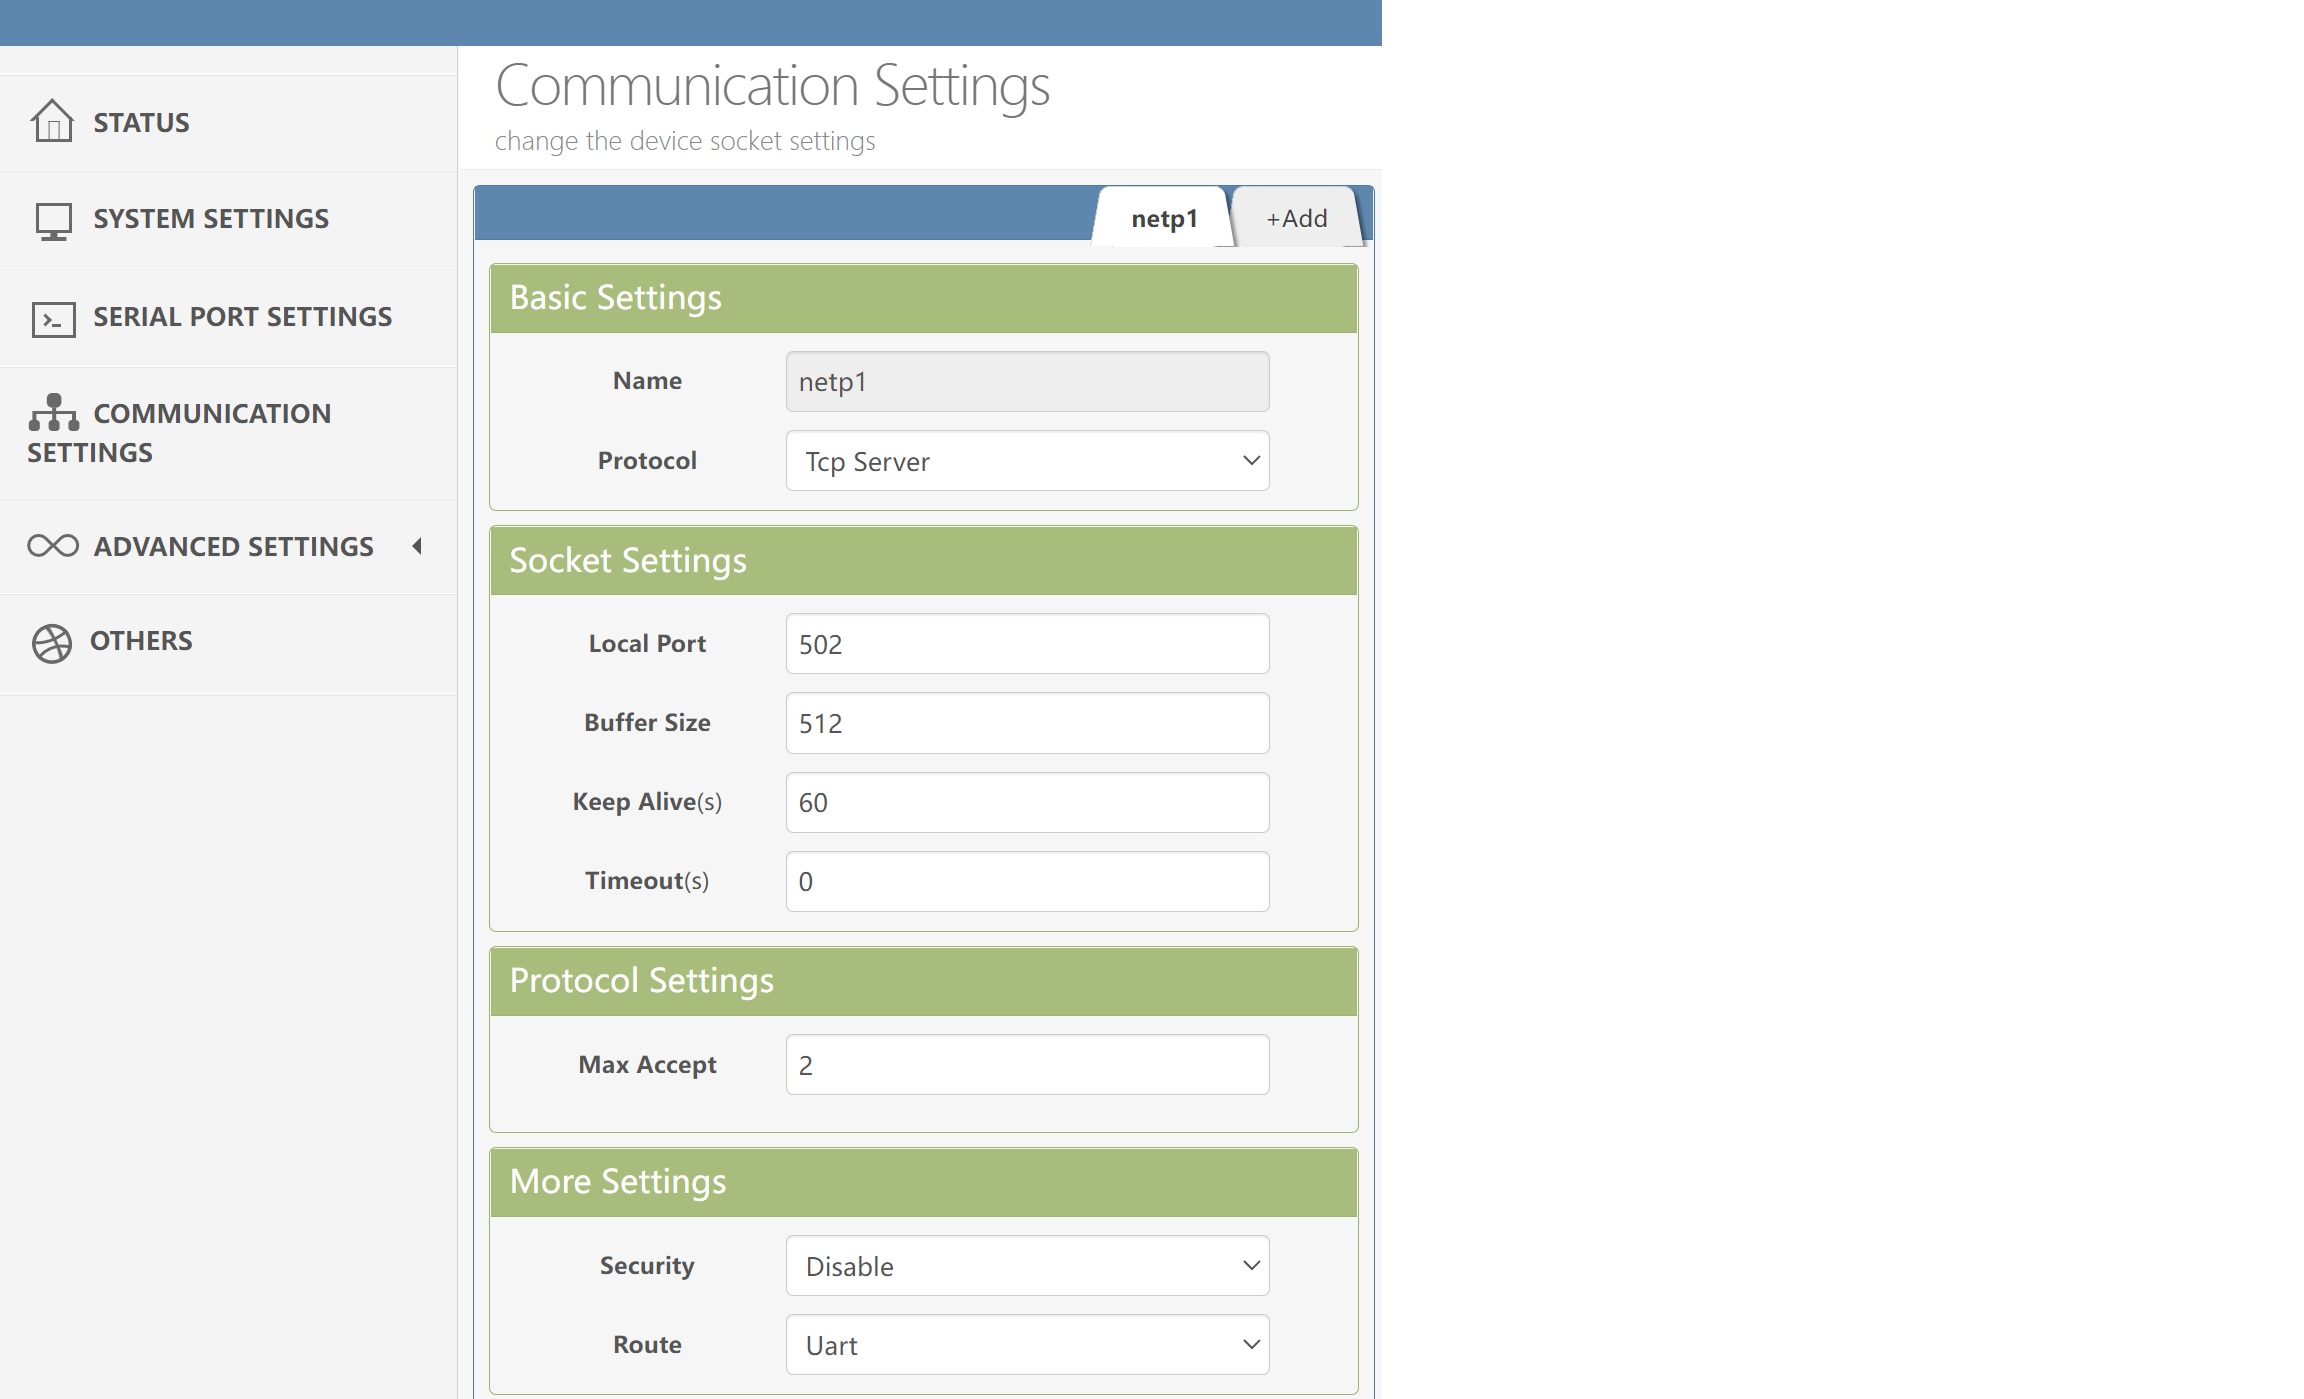 STATUS
SYSTEM SETTINGS
SERIAL PORT SETTINGS
COMMUNICATION
SETTINGS
ADVANCED SETTINGS
OTHERS
Communication Settings
change the device socket settings
netp1
+Add
Basic Settings
Name
netp1
Protocol
Tcp Server
Socket Settings
Local Port
502
Buffer Size
512
Keep Alive(s)
60
Timeout(s)
0
Protocol Settings
Max Accept
2
More Settings
Security
Disable
Route
Uart